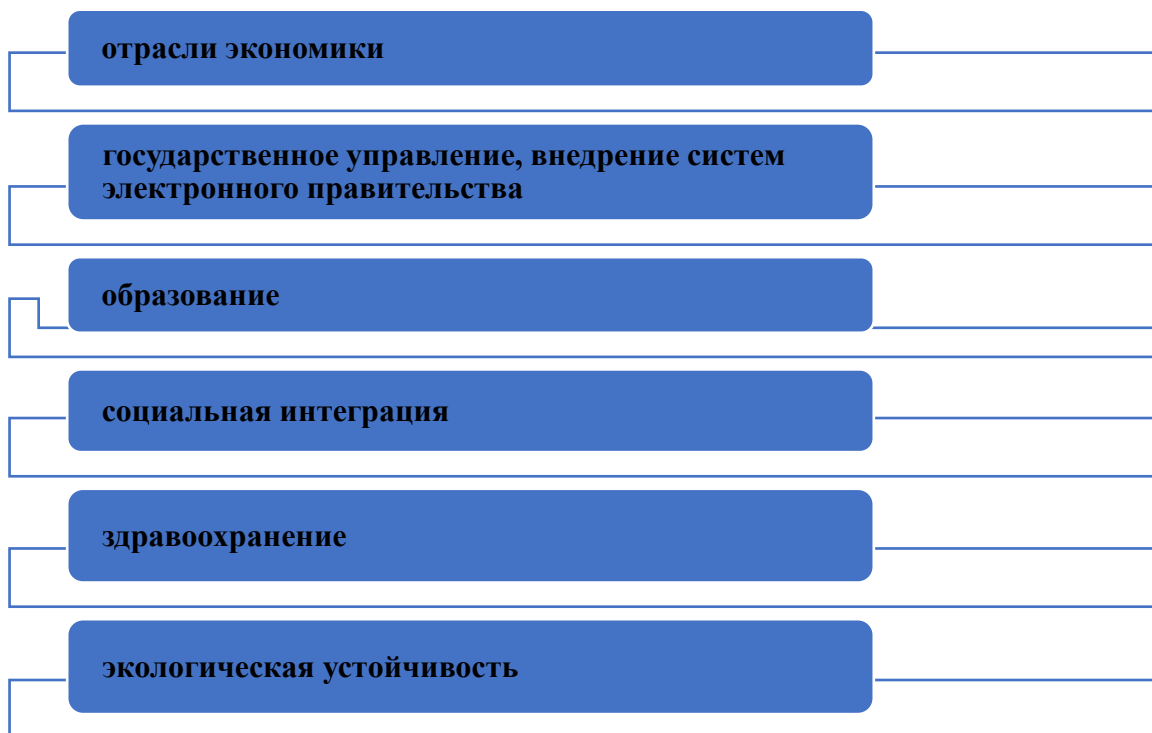 отрасли экономики
государственное управление, внедрение систем
электронного правительства
образование
социальная интеграция
здравоохранение
экологическая устойчивость